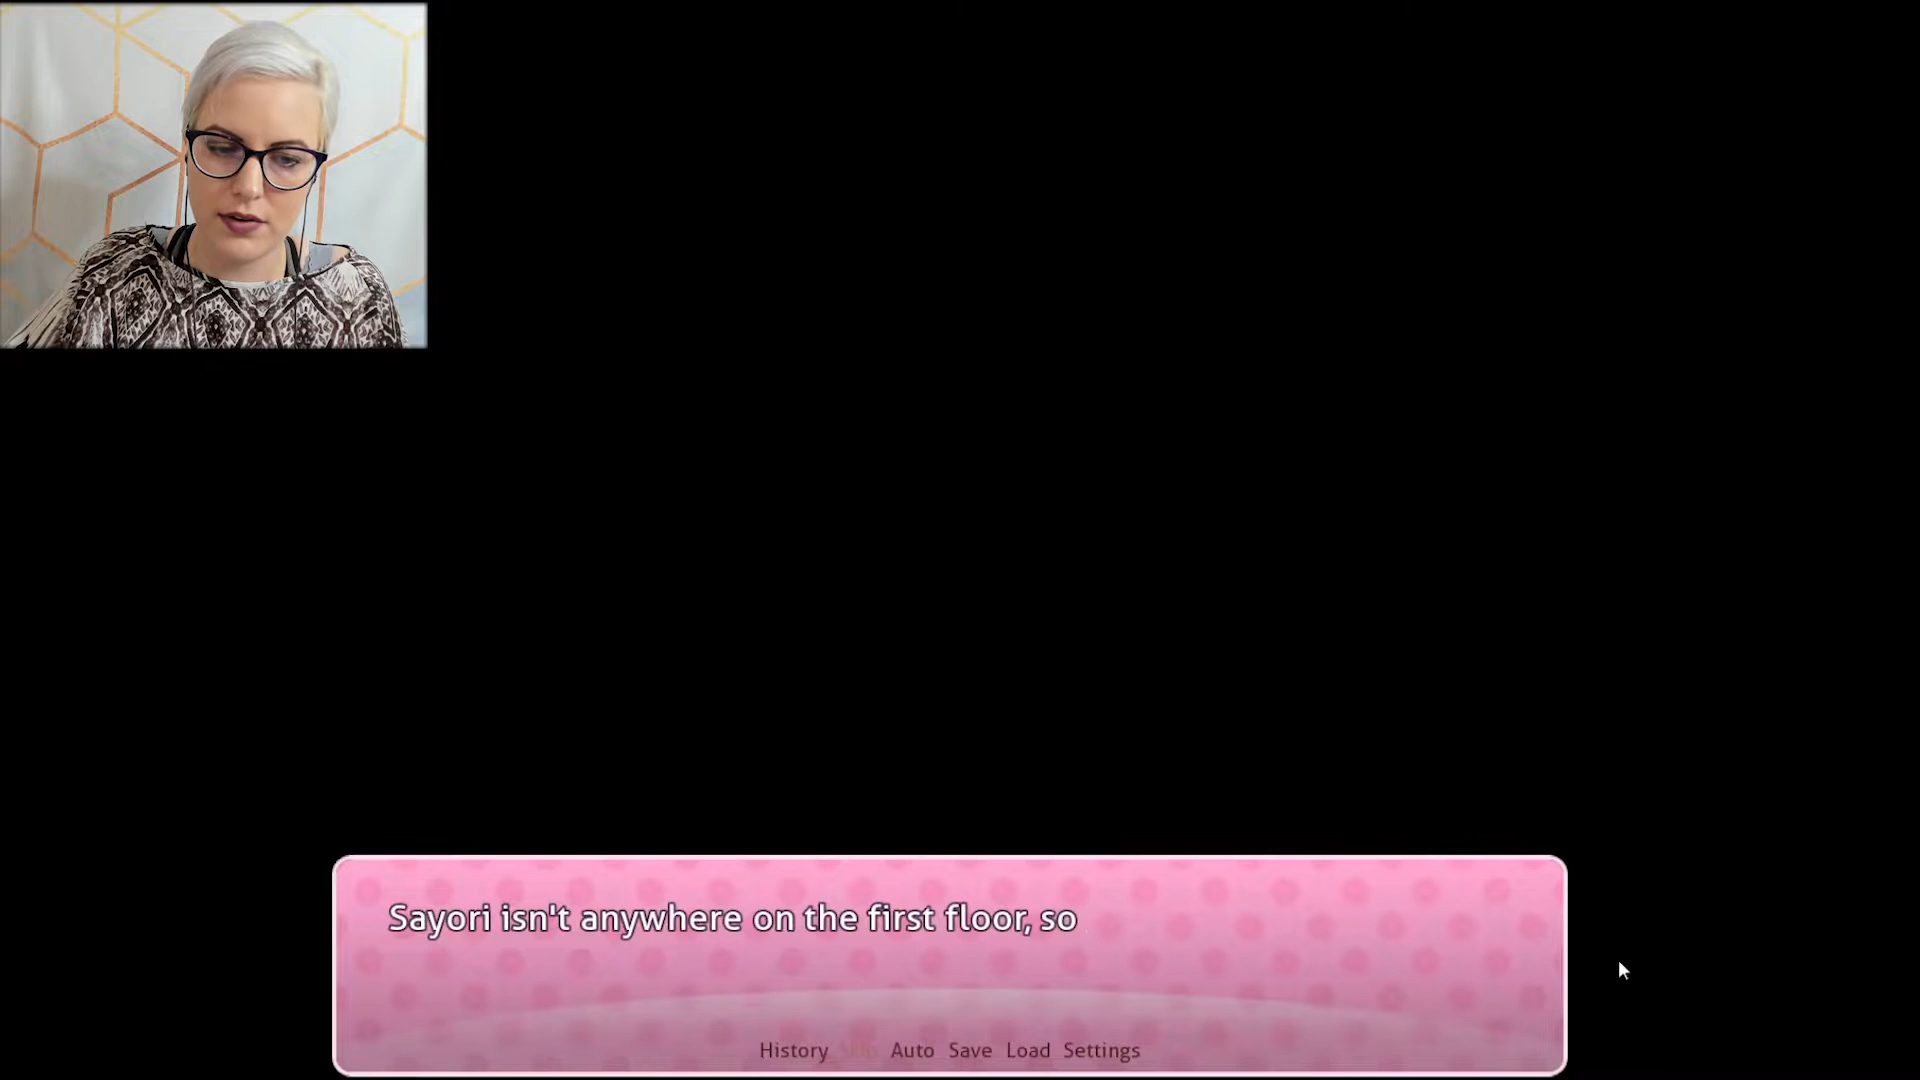 Sayori isn't anywhere on the first floor, so
History Auto Save Load Settings